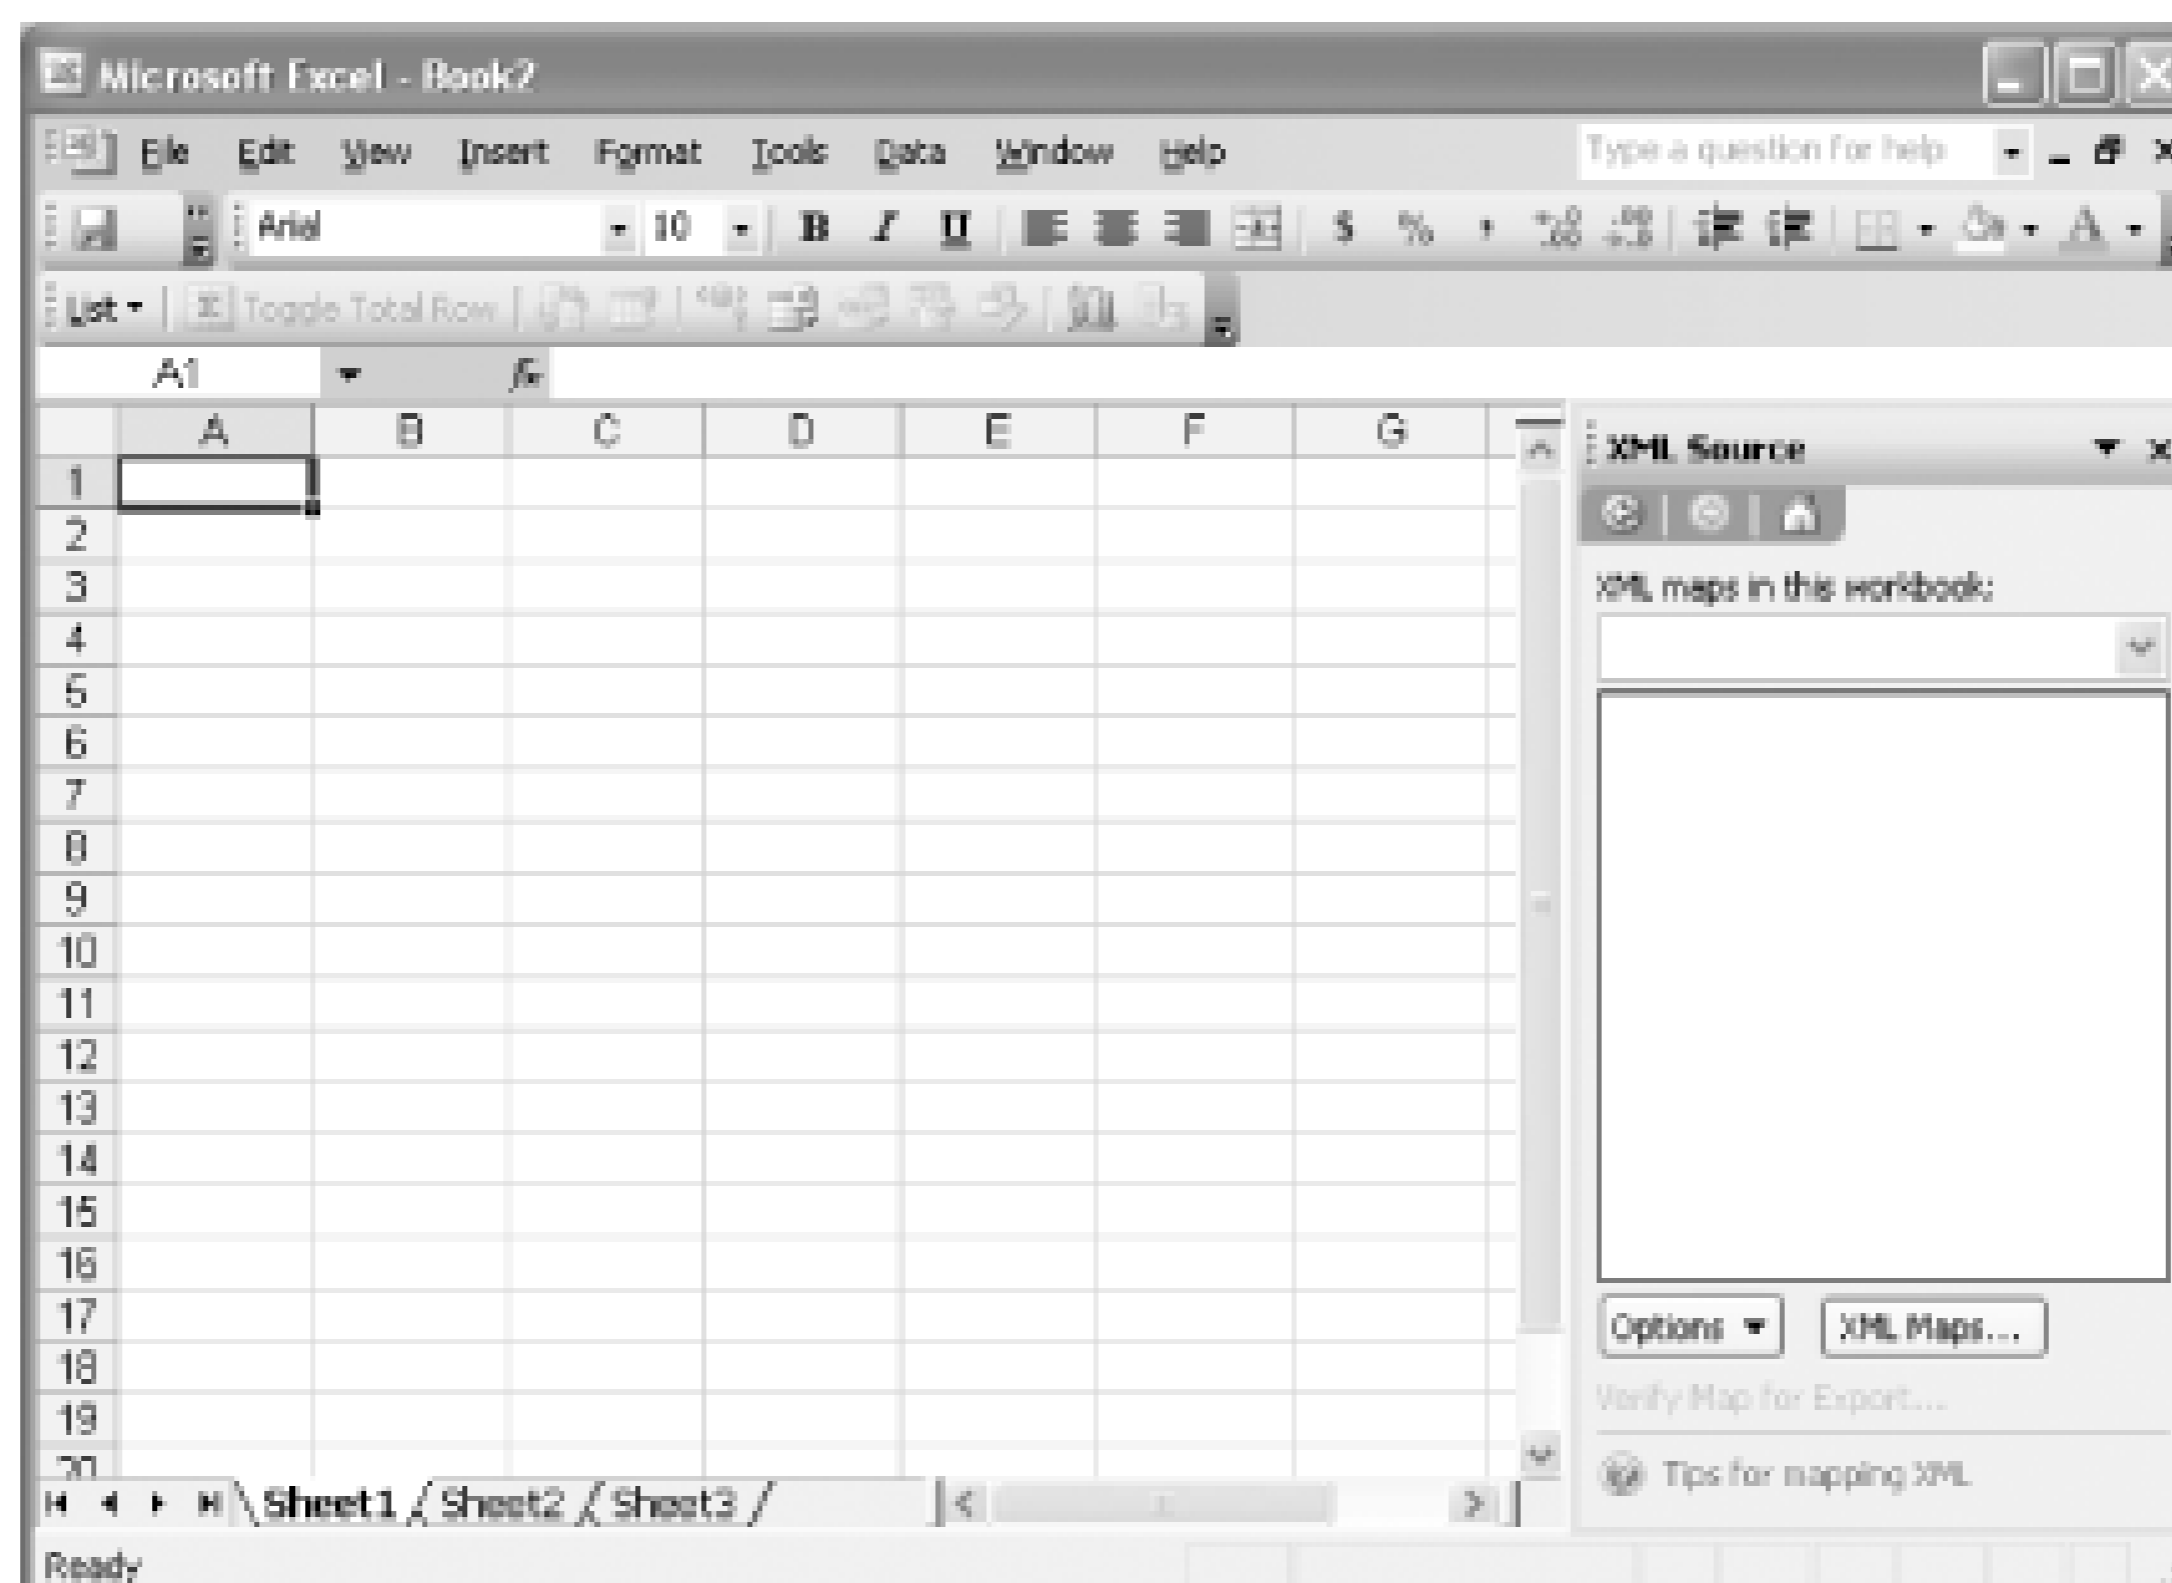 Microsoft Excel - Book2
File Edit View Insert Format Tools Data Window Help Type a question for help
Arial 10 B I U $ % ,
List Toggle Total Row
A1 fx
A B C D E F G
XML Source
1
2
3
XML maps in this workbook:
4
5
6
7
8
9
10
11
12
13
14
15
16
17
Options XML Maps...
18
19
Verify Map for Export...
20
Tips for mapping XML
Sheet1 Sheet2 Sheet3
Ready